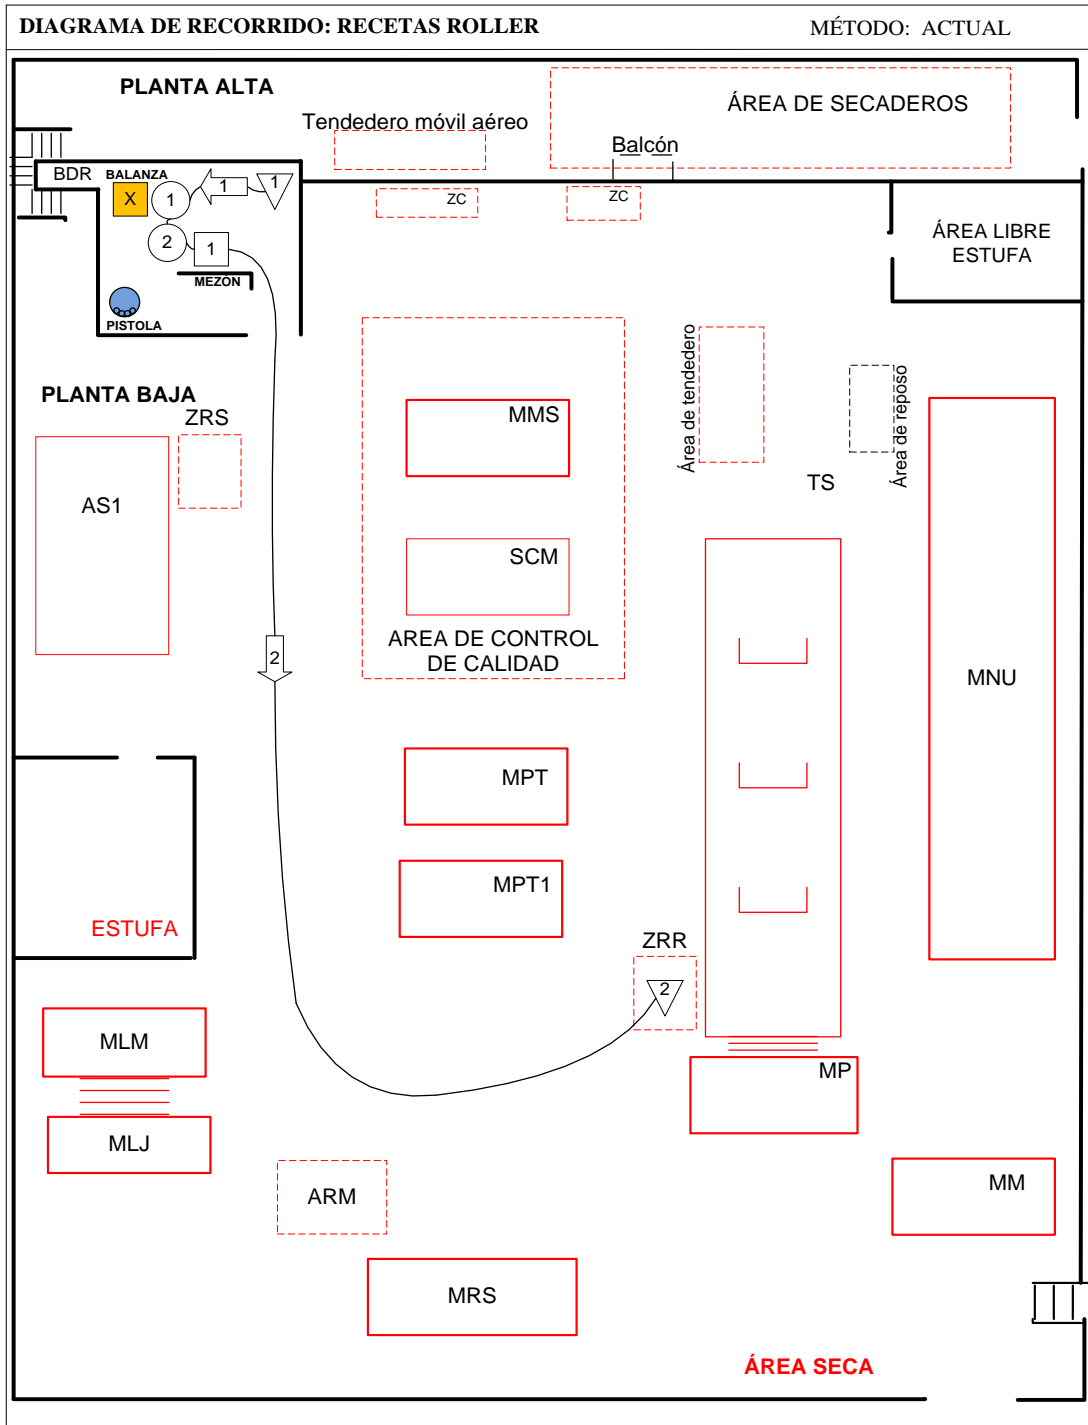 DIAGRAMA DE RECORRIDO: RECETAS ROLLER
MÉTODO: ACTUAL
PLANTA ALTA
ÁREA DE SECADEROS
Tendedero móvil aéreo
Balcón
BDR
BALANZA
X
1
1
1
ZC
ZC
2
1
ÁREA LIBRE
ESTUFA
MEZÓN
PISTOLA
PLANTA BAJA
ZRS
AS1
MMS
Área de tendedero
Área de reposo
TS
SCM
AREA DE CONTROL
DE CALIDAD
2
MNU
MPT
MPT1
ESTUFA
ZRR
2
MLM
MP
MLJ
ARM
MM
MRS
ÁREA SECA